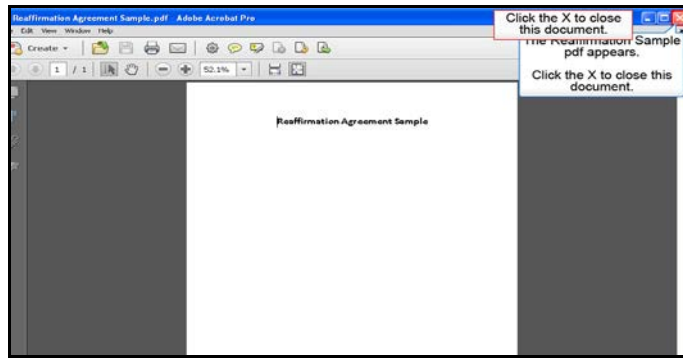 Reaffirmation Agreement Sample.pdf - Adobe Acrobat Pro
Edit View Window Help
Create
1 / 1
52.1%
Click the X to close
this document.
The Reaffirmation Sample
pdf appears.
Click the X to close this
document.
Reaffirmation Agreement Sample